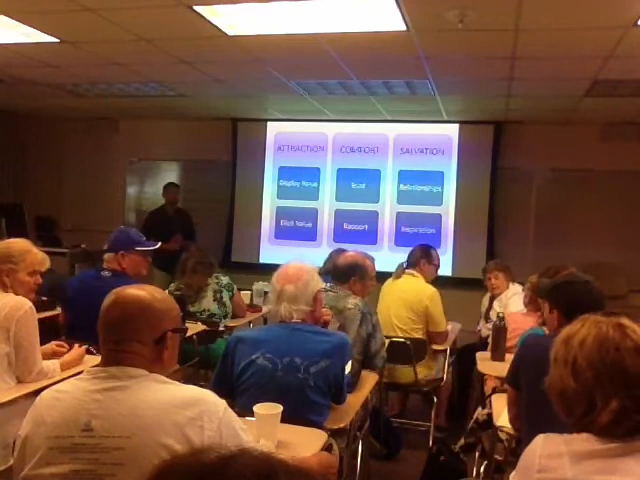 ATTRACTION
COMFORT
SALVATION
Display Value
Trust
Relationships
Elicit Value
Rapport
Inspiration